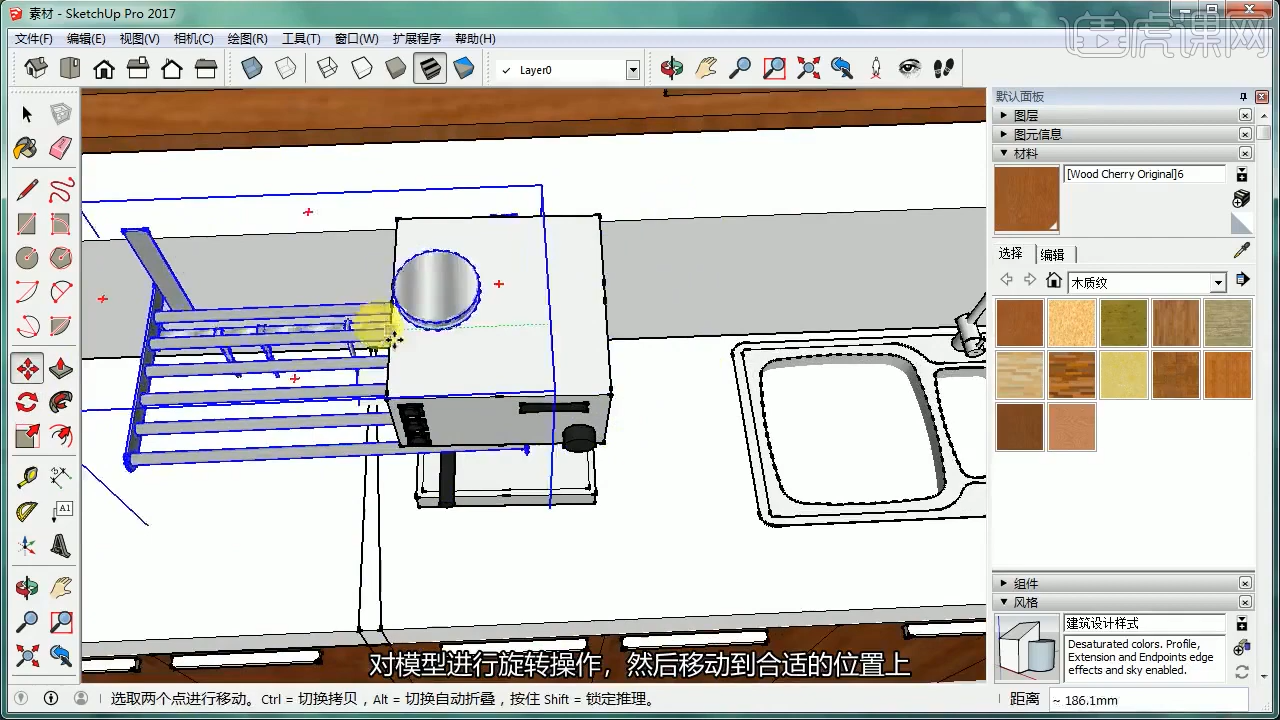 素材 - SketchUp Pro 2017
虎课网
文件(F) 编辑(E) 视图(V) 相机(C) 绘图(R) 工具(T) 窗口(W) 扩展程序 帮助(H)
Layer0
默认面板
图层
图元信息
材料
[Wood Cherry Original]6
选择 编辑
木质纹
A1
组件
风格
建筑设计样式
Desaturated colors. Profile,
Extension and Endpoints edge
effects and sky enabled.
对模型进行旋转操作，然后移动到合适的位置上
选取两个点进行移动。Ctrl = 切换拷贝，Alt = 切换自动折叠，按住 Shift = 锁定推理。
距离 ~ 186.1mm